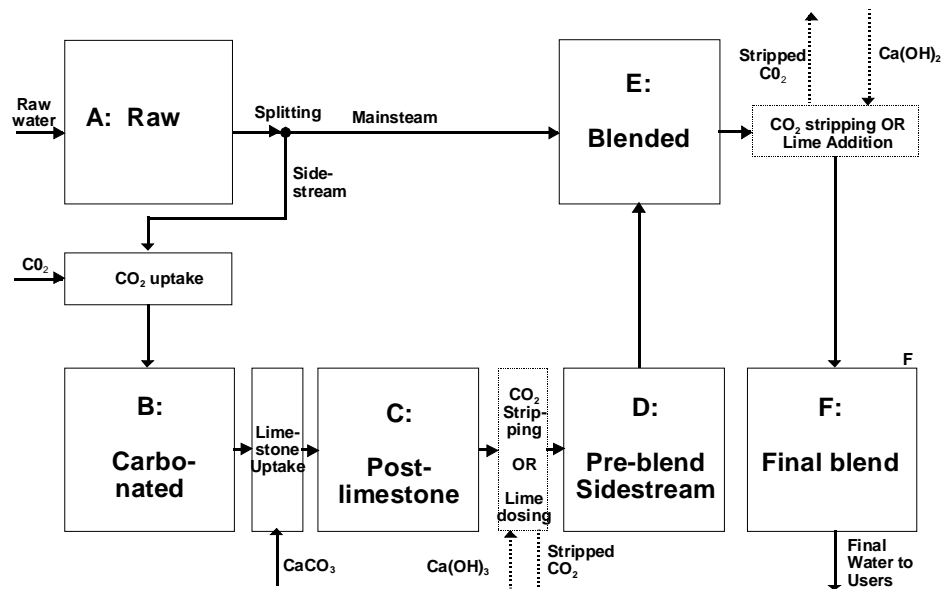 Raw
water
A: Raw
Splitting
Mainsteam
Side-
stream
E:
Blended
Stripped
C0₂
Ca(OH)₂
CO₂ stripping OR
Lime Addition
C0₂
CO₂ uptake
B:
Carbo-
nated
Lime-
stone
Uptake
CaCO₃
C:
Post-
limestone
CO₂
Strip-
ping
OR
Lime
dosing
Ca(OH)₃
Stripped
CO₂
D:
Pre-blend
Sidestream
F
F:
Final blend
Final
Water to
Users